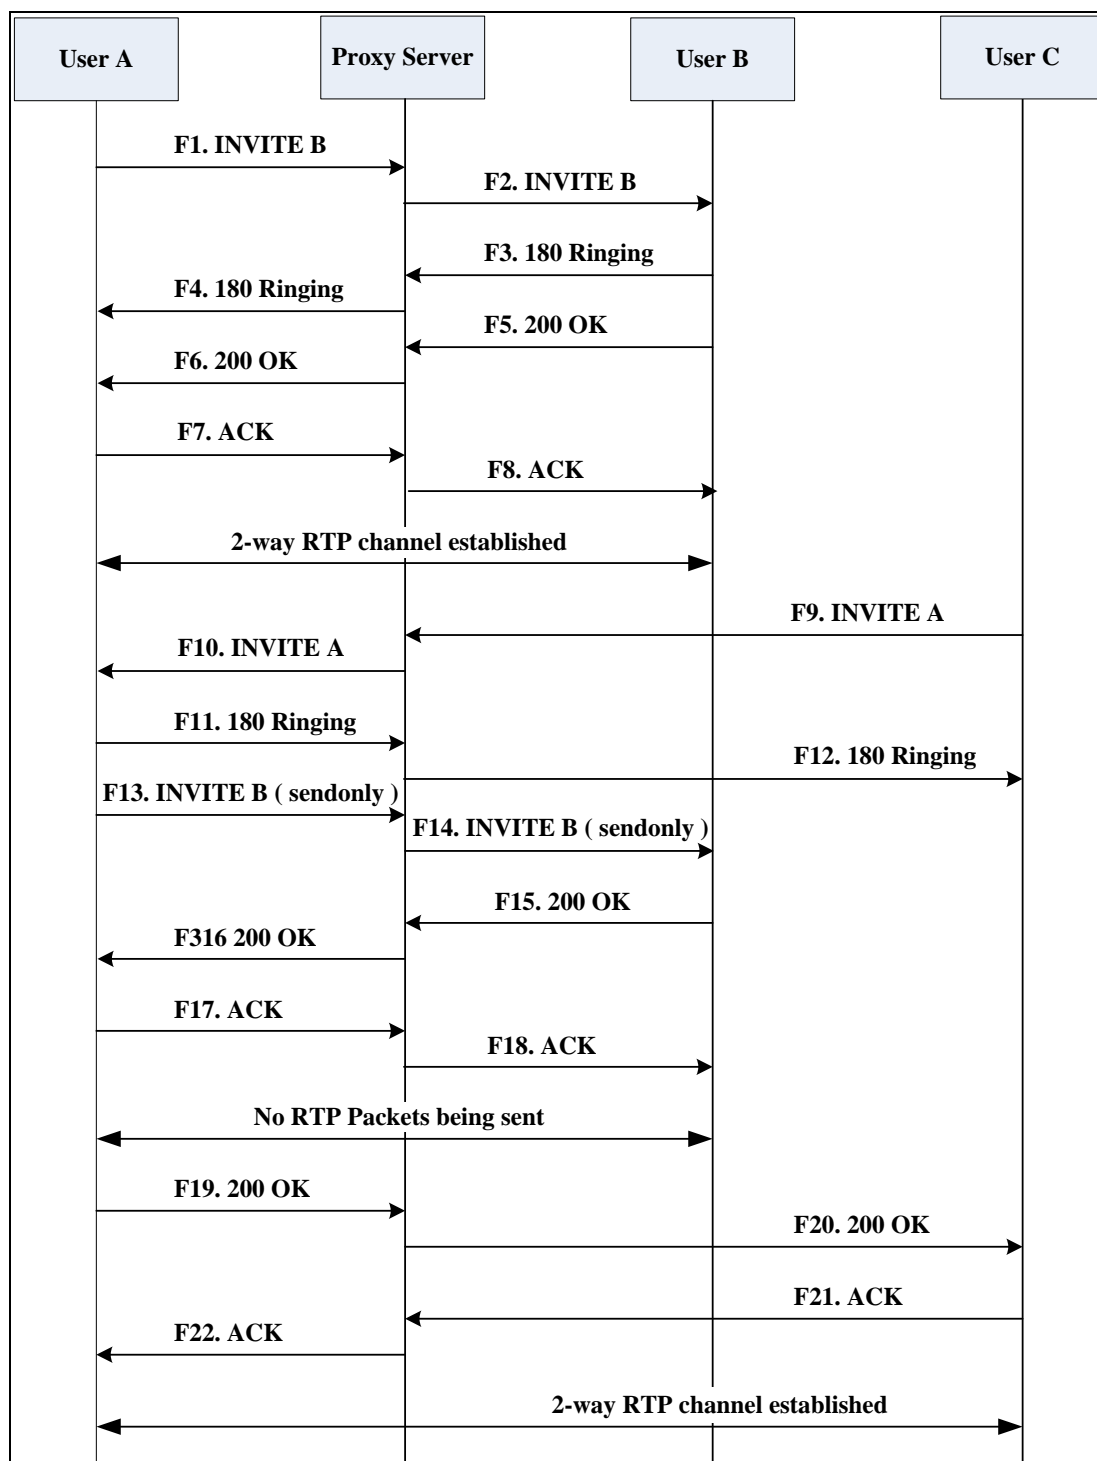 User A
Proxy Server
User B
User C
F1. INVITE B
F2. INVITE B
F3. 180 Ringing
F4. 180 Ringing
F5. 200 OK
F6. 200 OK
F7. ACK
F8. ACK
2-way RTP channel established
F9. INVITE A
F10. INVITE A
F11. 180 Ringing
F12. 180 Ringing
F13. INVITE B ( sendonly )
F14. INVITE B ( sendonly )
F15. 200 OK
F316 200 OK
F17. ACK
F18. ACK
No RTP Packets being sent
F19. 200 OK
F20. 200 OK
F21. ACK
F22. ACK
2-way RTP channel established